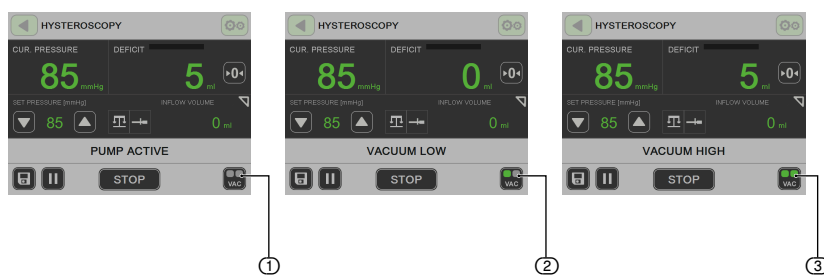 HYSTEROSCOPY
CUR. PRESSURE
DEFICIT
85 mmHg
5 ml
▸0◂
SET PRESSURE [mmHg]
INFLOW VOLUME
85
0 ml
PUMP ACTIVE
STOP
VAC
HYSTEROSCOPY
CUR. PRESSURE
DEFICIT
85 mmHg
0 ml
▸0◂
SET PRESSURE [mmHg]
INFLOW VOLUME
85
0 ml
VACUUM LOW
STOP
VAC
HYSTEROSCOPY
CUR. PRESSURE
DEFICIT
85 mmHg
5 ml
▸0◂
SET PRESSURE [mmHg]
INFLOW VOLUME
85
0 ml
VACUUM HIGH
STOP
VAC
1
2
3